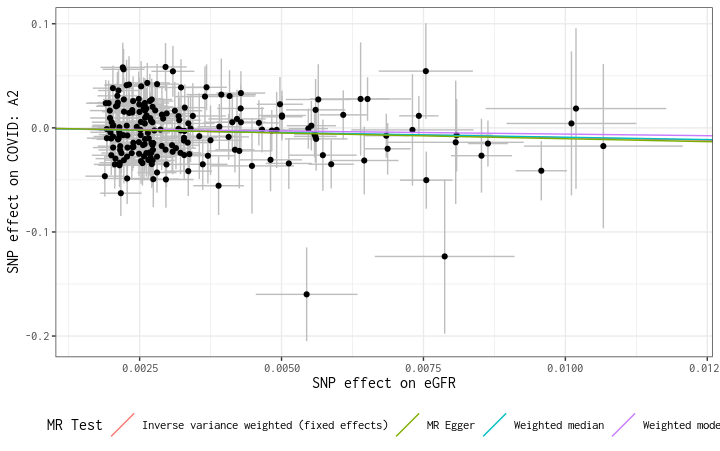 SNP effect on COVID: A2
0.1
0.0
-0.1
-0.2
0.0025
0.0050
0.0075
0.0100
0.012
SNP effect on eGFR
MR Test
Inverse variance weighted (fixed effects)
MR Egger
Weighted median
Weighted mode